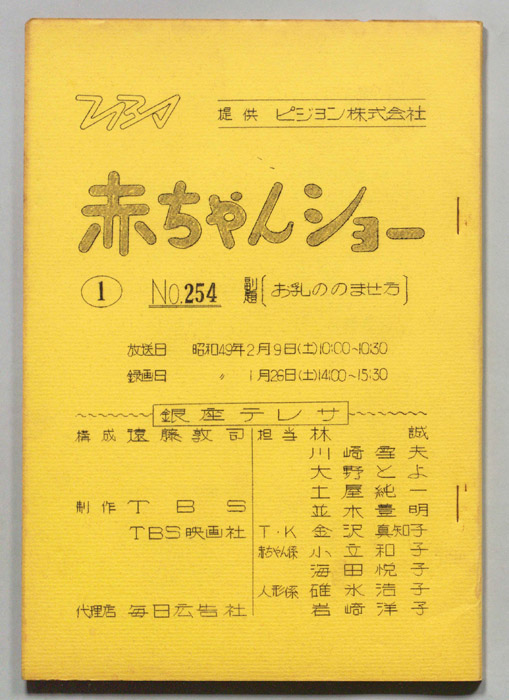 TBS
提供 ピジョン株式会社
赤ちゃんショー
1 No.254 副題〔お乳ののませ方〕
放送日 昭和49年2月9日(土)10:00~10:30
録画日 〃 1月26日(土)14:00~15:30
銀座テレサ
構成 遠藤敦司 担当 林 誠
川崎雪夫
大野とよ
土屋純一
制作 TBS 並木豊明
TBS映画社 T・K 金沢真知子
赤ちゃん係 小立和子
海田悦子
人形係 碓氷浩子
代理店 毎日広告社 岩崎洋子